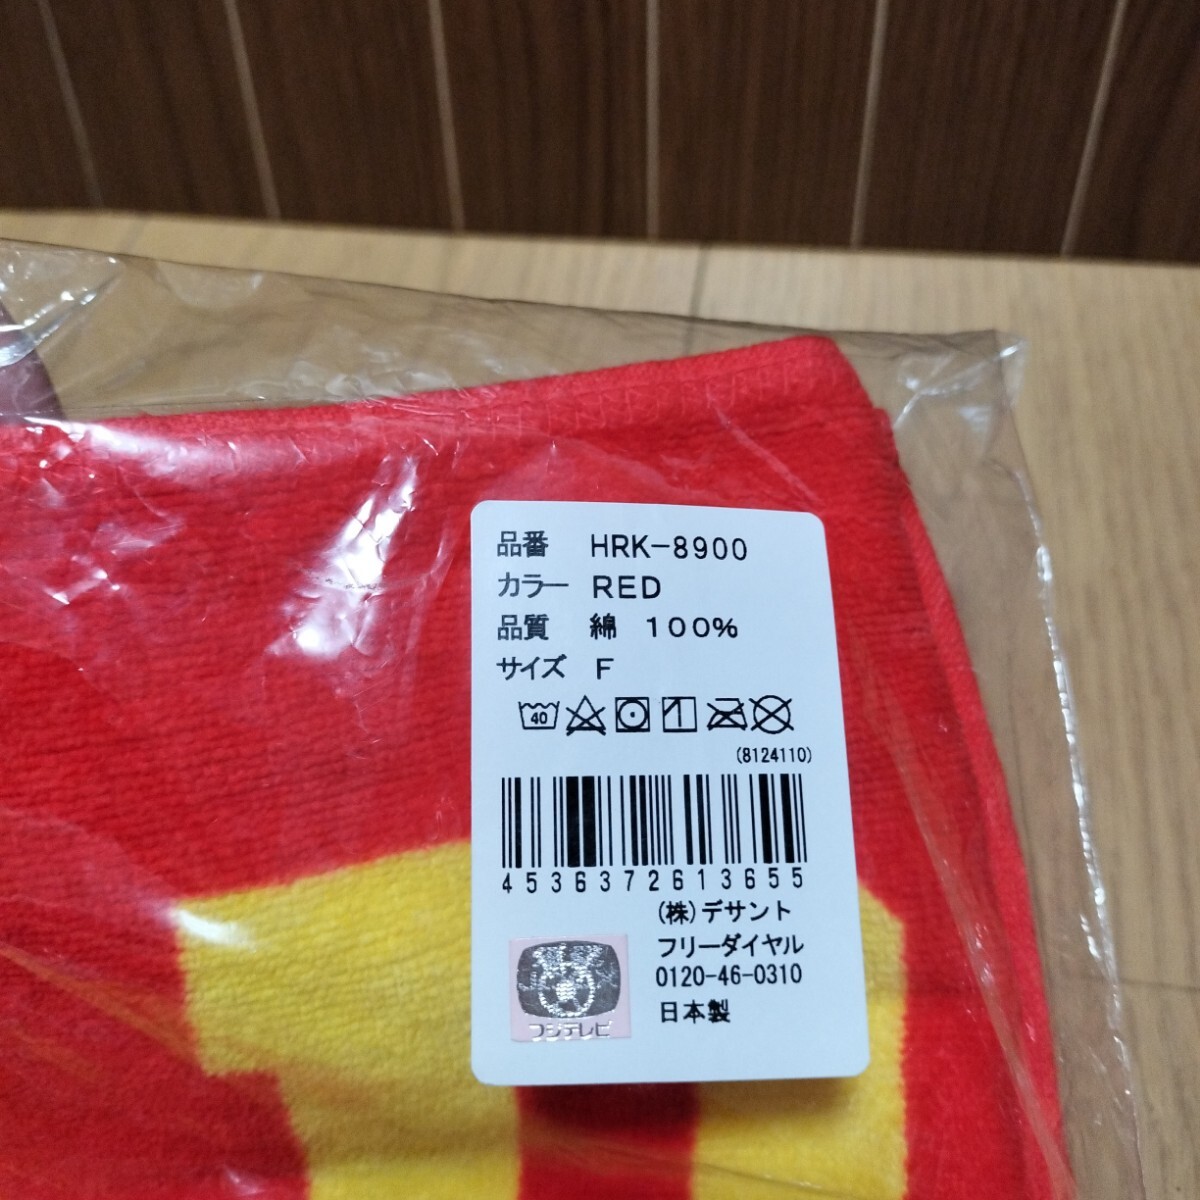 品番 HRK-8900
カラー RED
品質 綿 100%
サイズ F
40
(8124110)
4536372613655
(株)デサント
フリーダイヤル
0120-46-0310
日本製
フジテレビ